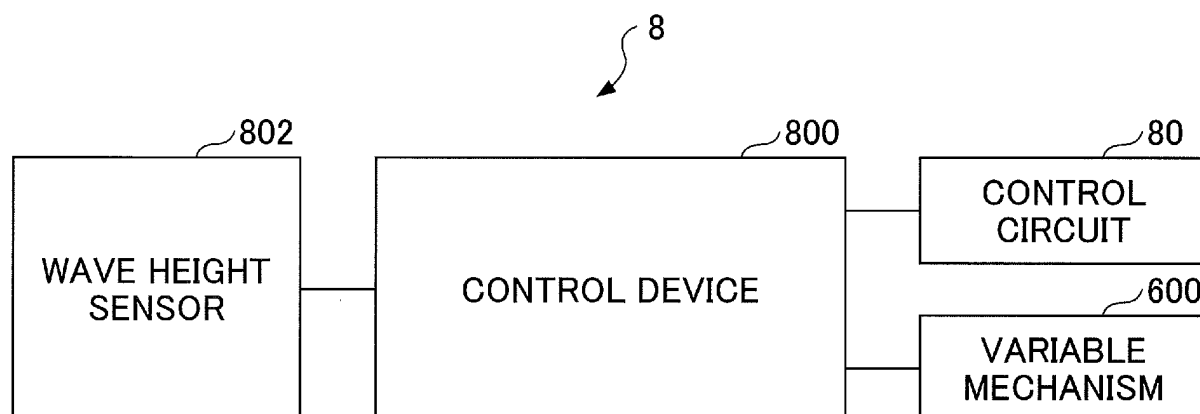 8
802
800
80
WAVE HEIGHT
SENSOR
CONTROL DEVICE
CONTROL
CIRCUIT
600
VARIABLE
MECHANISM